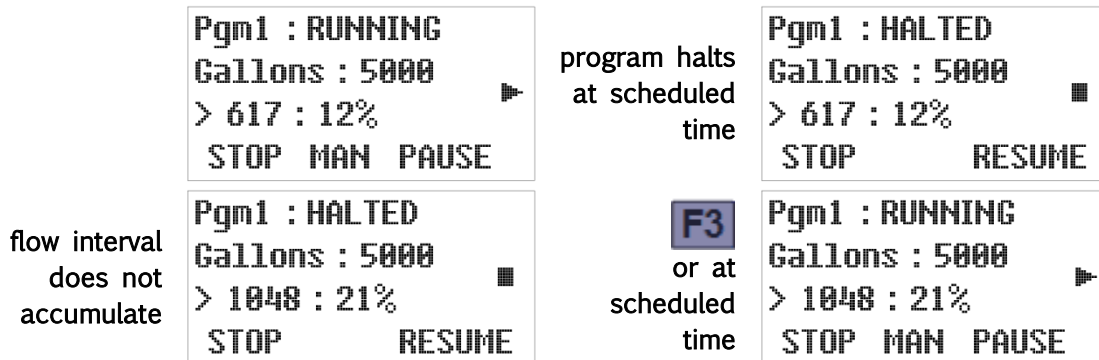 Pgm1 : RUNNING
Gallons : 5000
> 617 : 12%
STOP MAN PAUSE
program halts
at scheduled
time
Pgm1 : HALTED
Gallons : 5000
> 617 : 12%
STOP RESUME
flow interval
does not
accumulate
Pgm1 : HALTED
Gallons : 5000
> 1048 : 21%
STOP RESUME
F3
or at
scheduled
time
Pgm1 : RUNNING
Gallons : 5000
> 1048 : 21%
STOP MAN PAUSE